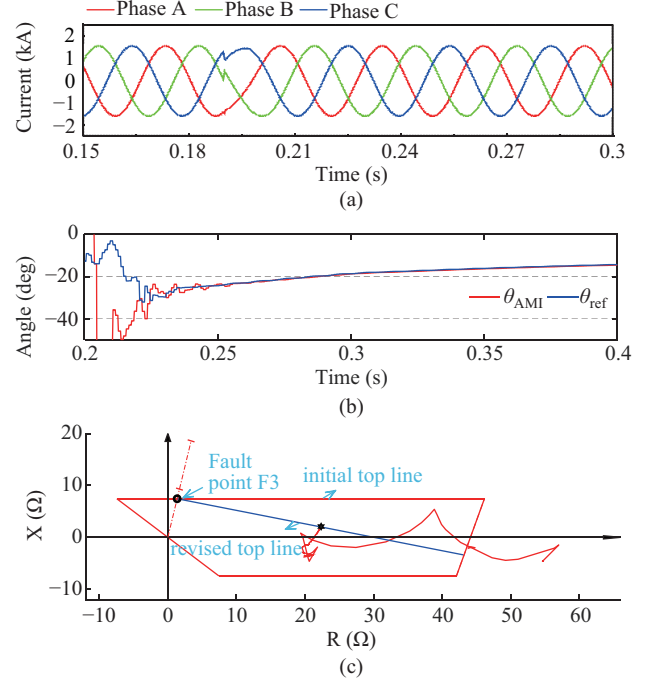 Phase A Phase B Phase C
Current (kA)
2
1
0
−1
−2
0.15 0.18 0.21 0.24 0.27 0.3
Time (s)
(a)
Angle (deg)
0
−20
−40
θAMI θref
0.2 0.25 0.3 0.35 0.4
Time (s)
(b)
X (Ω)
20
10
0
−10
Fault
point F3
initial top line
revised top line
−10 0 10 20 30 40 50 60
R (Ω)
(c)